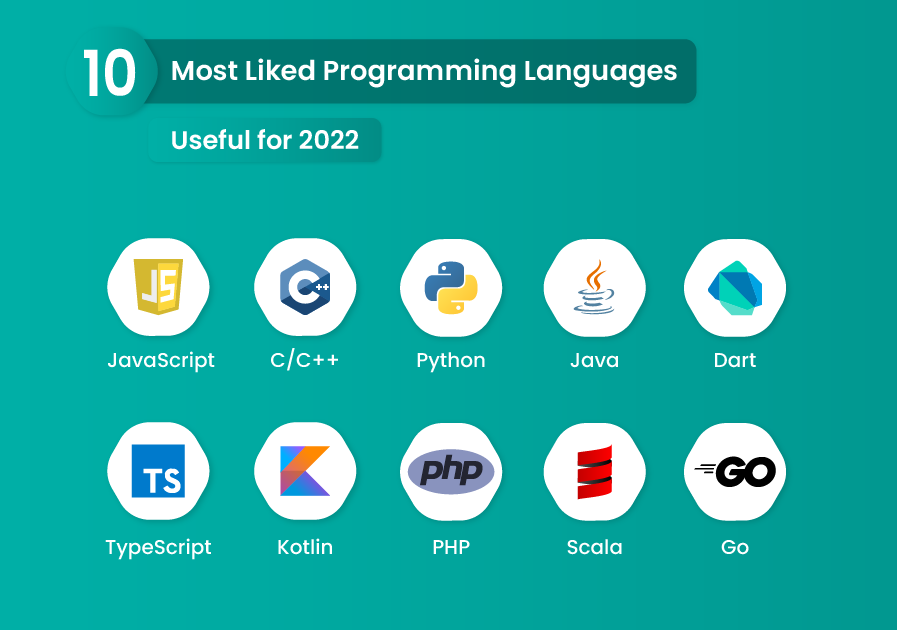 10
Most Liked Programming Languages
Useful for 2022
JS
C++
JavaScript
C/C++
Python
Java
Dart
TS
php
GO
TypeScript
Kotlin
PHP
Scala
Go